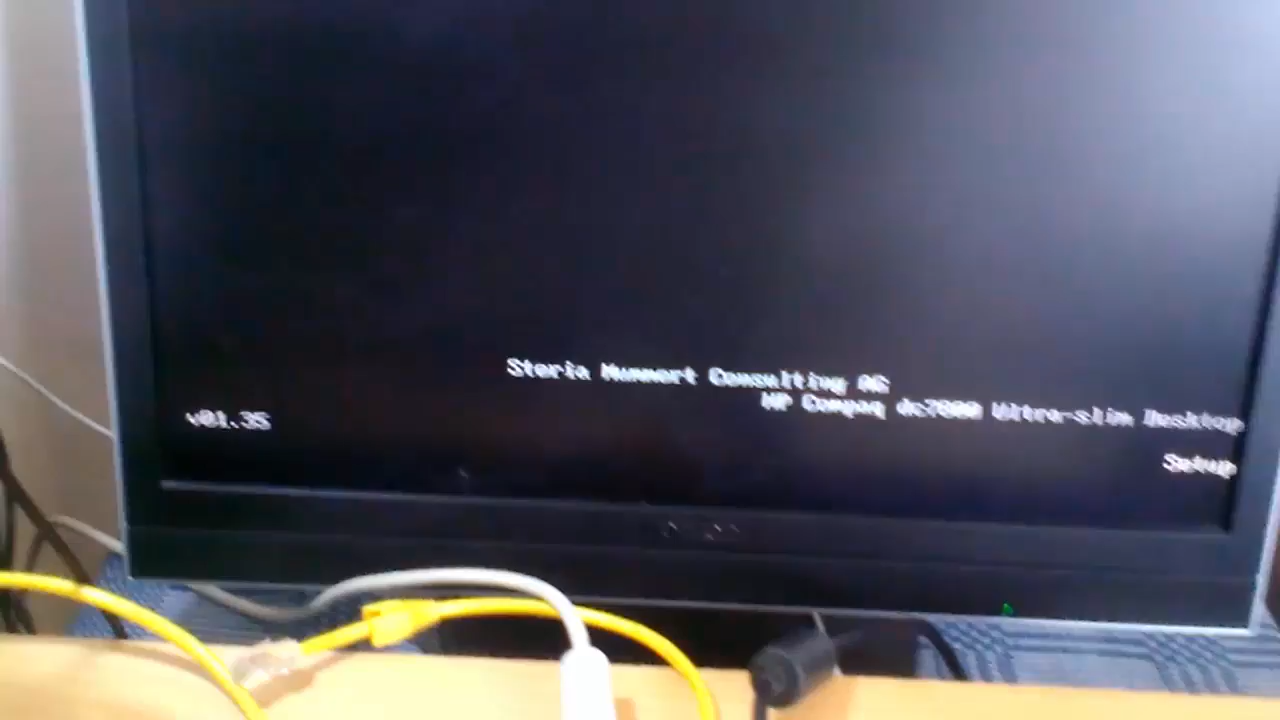 Steria Mummert Consulting AG
HP Compaq dc7800 Ultra-slim Desktop
v01.35
Setup